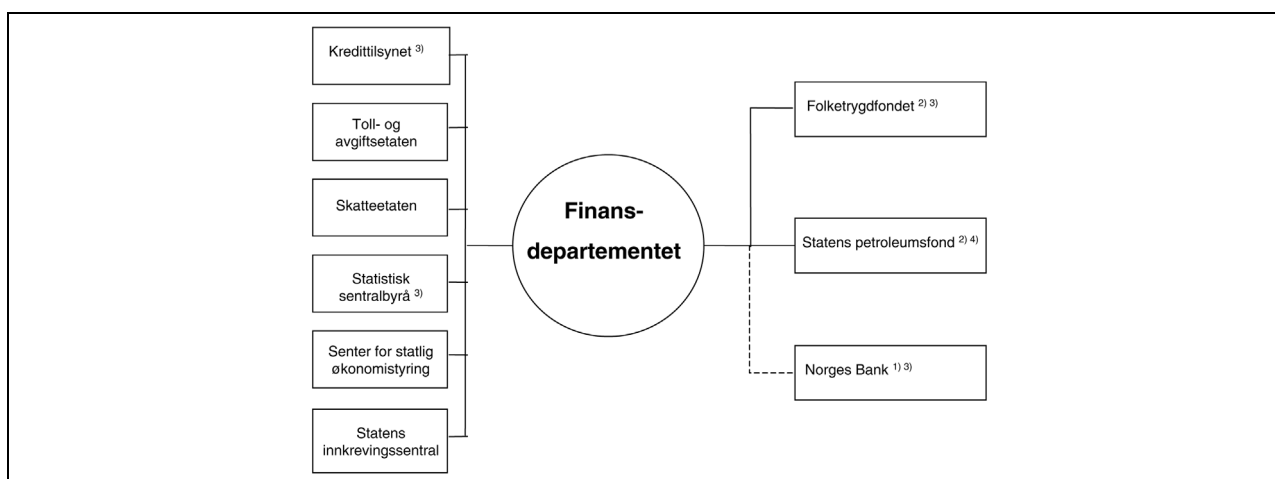 Kredittilsynet 3)
Toll- og
avgiftsetaten
Skatteetaten
Statistisk
sentralbyrå 3)
Senter for statlig
økonomistyring
Statens
innkrevingssentral
Finans-
departementet
Folketrygdfondet 2) 3)
Statens petroleumsfond 2) 4)
Norges Bank 1) 3)